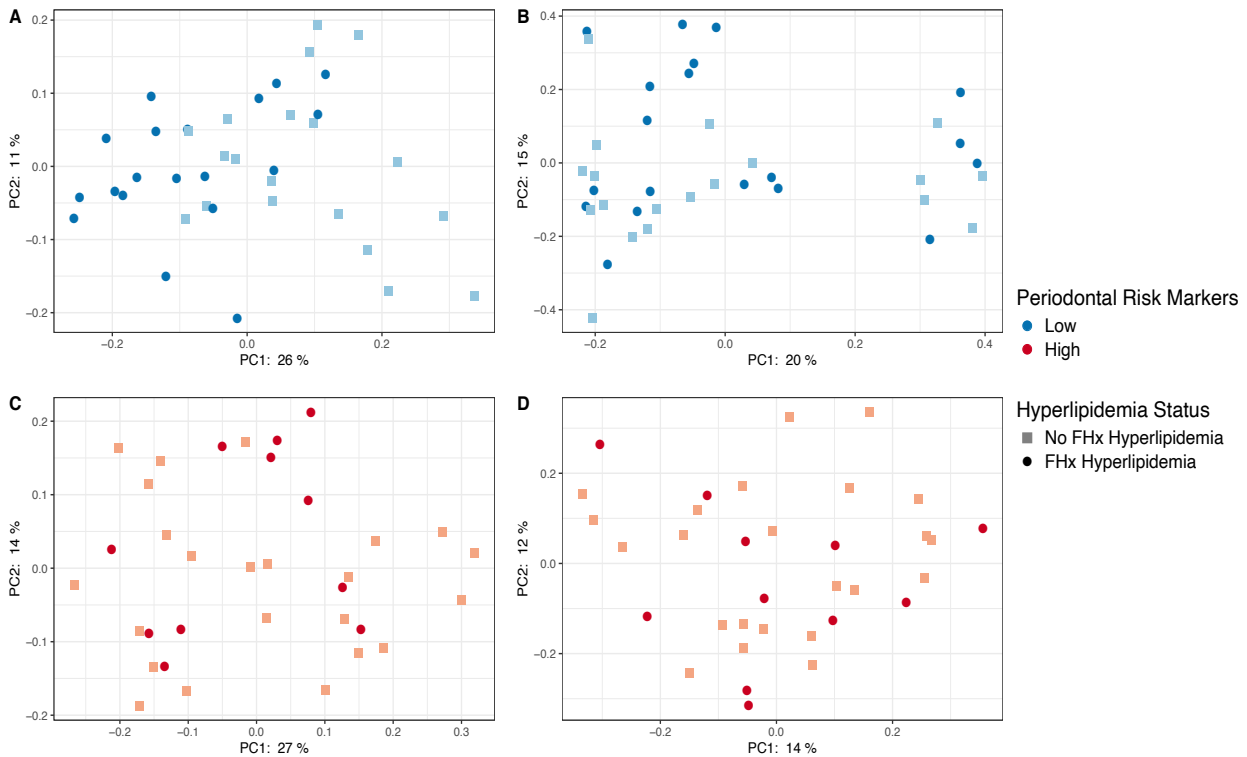 A
0.2
0.1
0.0
−0.1
−0.2
PC2: 11 %
−0.2
0.0
0.2
PC1: 26 %
B
0.4
0.2
0.0
−0.2
−0.4
PC2: 15 %
−0.2
0.0
0.2
0.4
PC1: 20 %
C
0.2
0.1
0.0
−0.1
−0.2
PC2: 14 %
−0.2
−0.1
0.0
0.1
0.2
0.3
PC1: 27 %
D
0.2
0.0
−0.2
PC2: 12 %
−0.2
0.0
0.2
PC1: 14 %
Periodontal Risk Markers
Low
High
Hyperlipidemia Status
No FHx Hyperlipidemia
FHx Hyperlipidemia